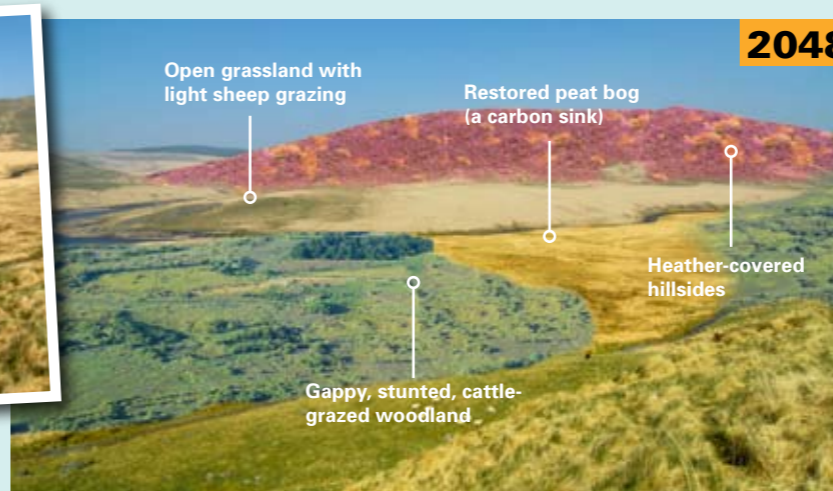 2048
Open grassland with
light sheep grazing
Restored peat bog
(a carbon sink)
Heather-covered
hillsides
Gappy, stunted, cattle-
grazed woodland